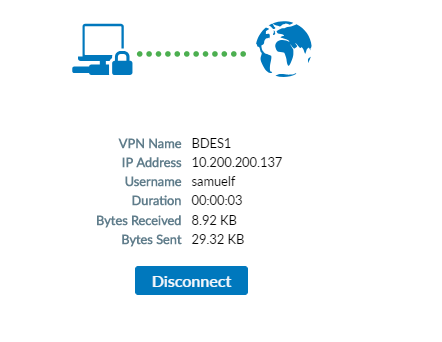 VPN Name BDES1
IP Address 10.200.200.137
Username samuelf
Duration 00:00:03
Bytes Received 8.92 KB
Bytes Sent 29.32 KB
Disconnect